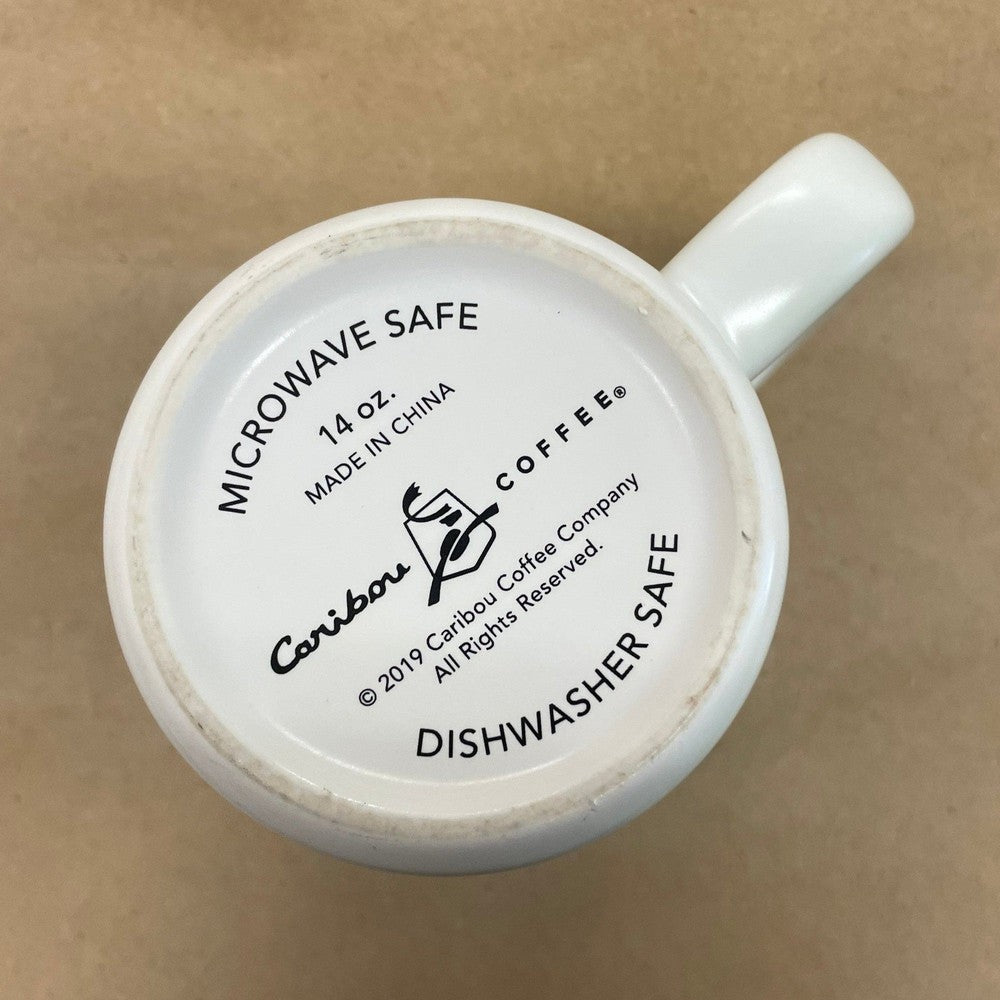 MICROWAVE SAFE
14 oz.
MADE IN CHINA
Caribou COFFEE®
© 2019 Caribou Coffee Company
All Rights Reserved.
DISHWASHER SAFE